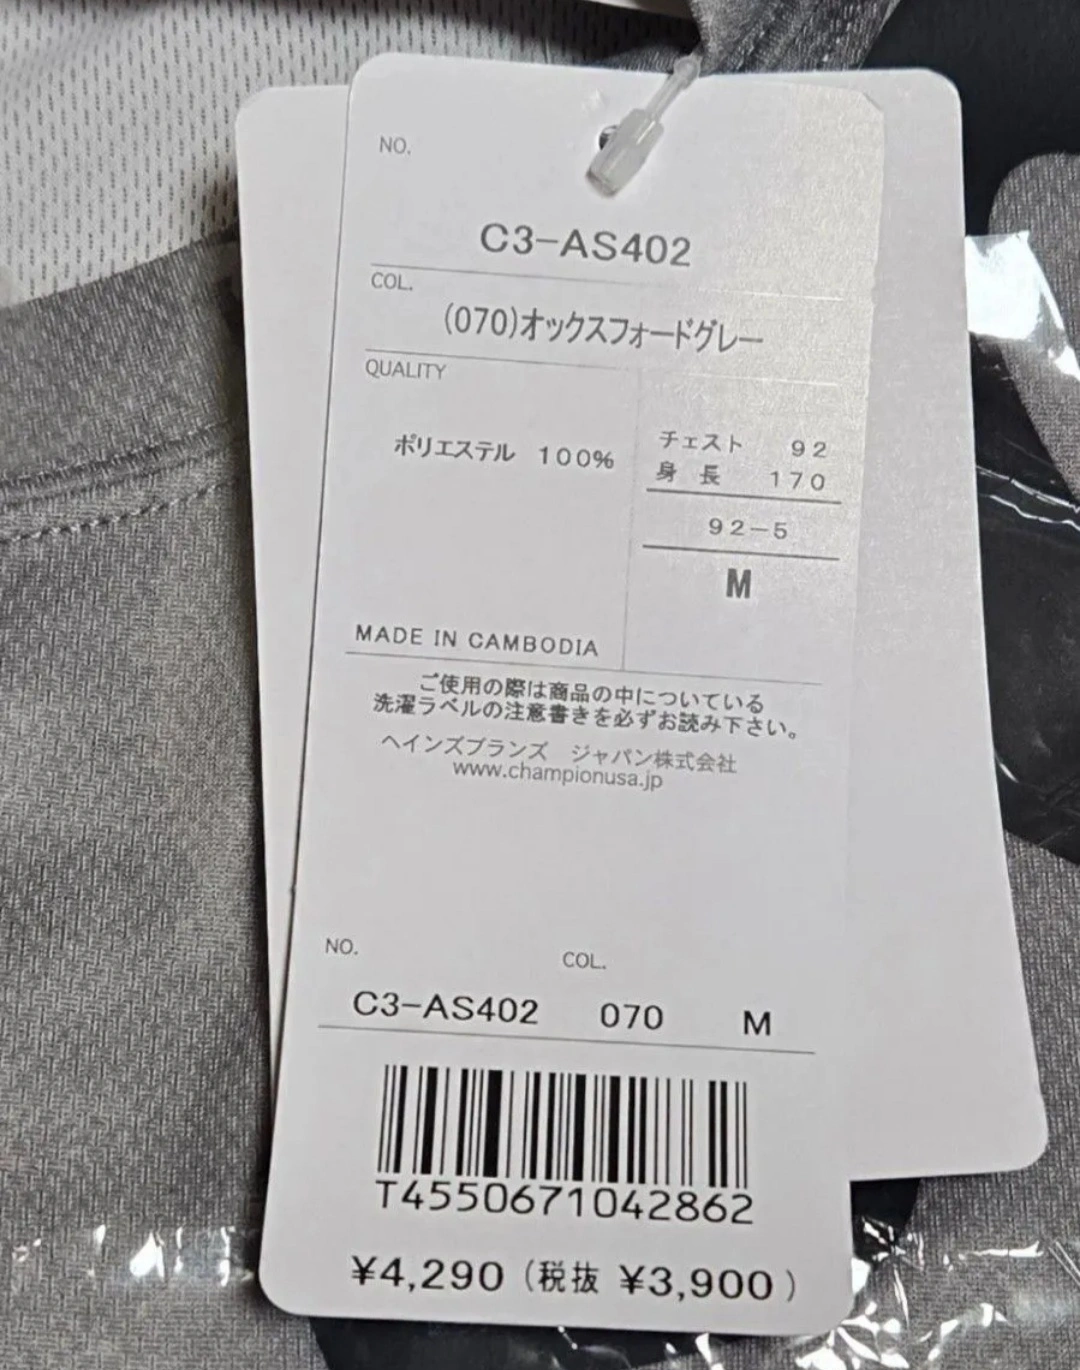 NO.
C3-AS402
COL.
(070)オックスフォードグレー
QUALITY
ポリエステル 100%
チェスト 92
身長 170
92-5
M
MADE IN CAMBODIA
ご使用の際は商品の中についている
洗濯ラベルの注意書きを必ずお読み下さい。
ヘインズブランズ ジャパン株式会社
www.championusa.jp
NO. COL.
C3-AS402 070 M
T4550671042862
¥4,290(税抜 ¥3,900)